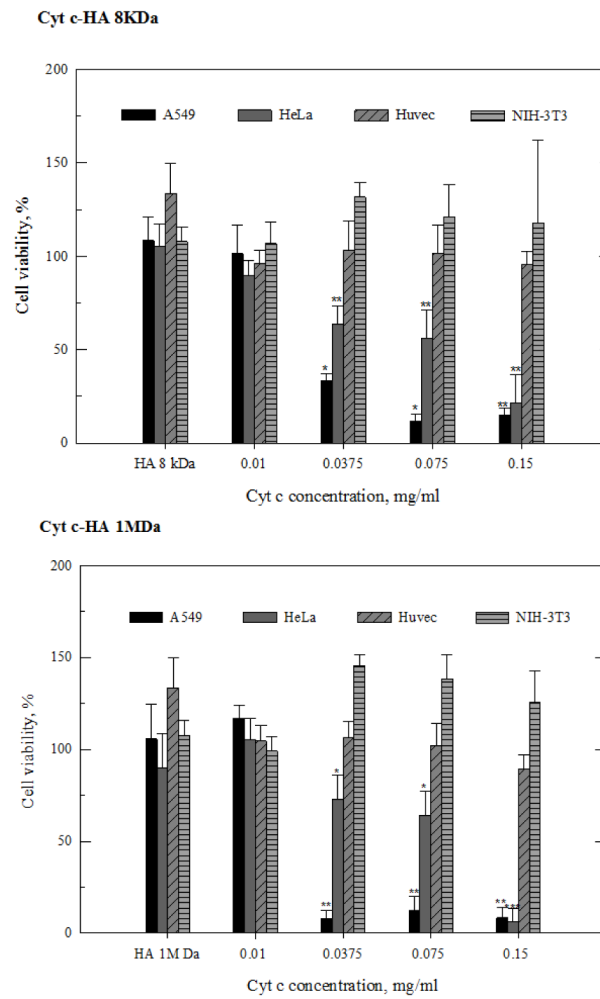 Cyt c-HA 8KDa
200
A549 HeLa Huvec NIH-3T3
150
Cell viability, %
100
**
**
50
*
*
**
**
0
HA 8 kDa 0.01 0.0375 0.075 0.15
Cyt c concentration, mg/ml
Cyt c-HA 1MDa
200
A549 HeLa Huvec NIH-3T3
150
Cell viability, %
100
*
*
50
**
**
**
***
0
HA 1M Da 0.01 0.0375 0.075 0.15
Cyt c concentration, mg/ml